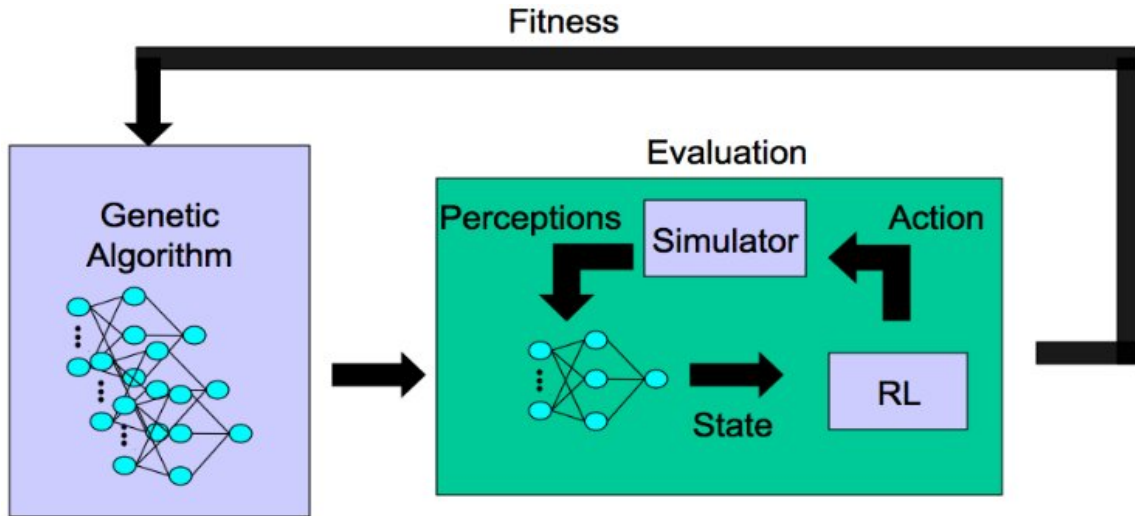 Fitness
Genetic
Algorithm
Evaluation
Perceptions
Simulator
Action
State
RL